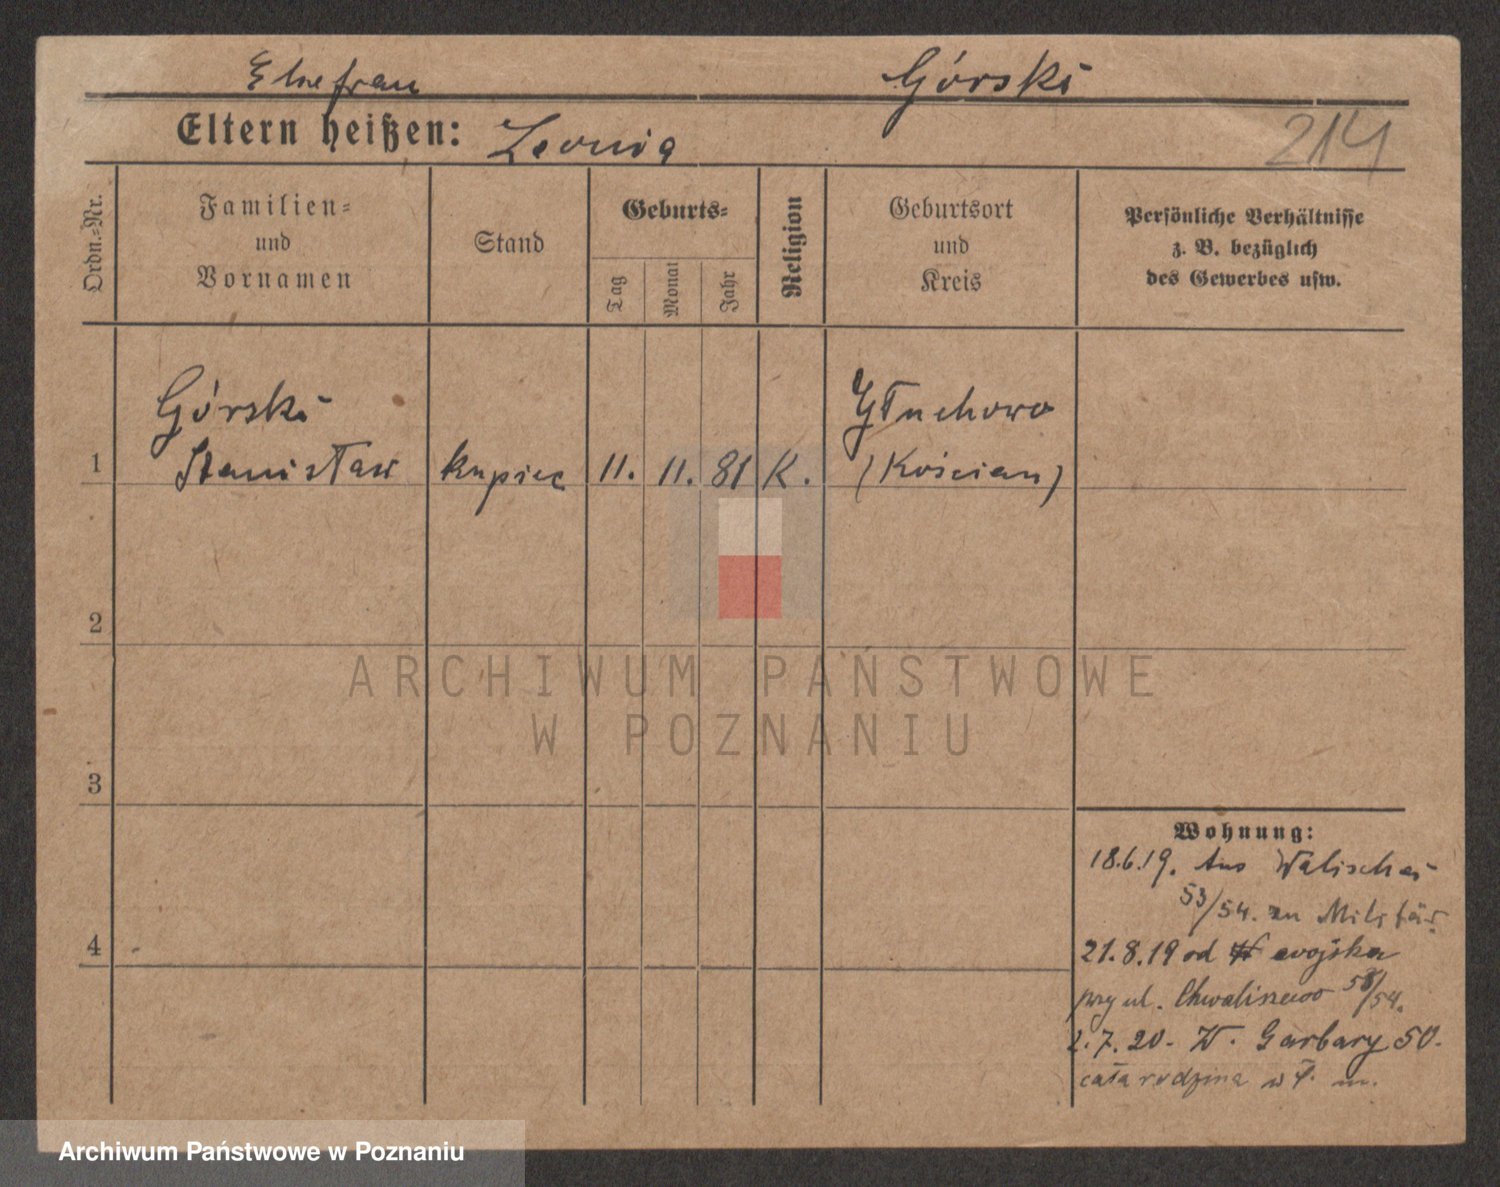 Ehefrau Górski
Eltern heißen: Leonia
214
Ordn.-Nr.
Familien-
und
Vornamen
Stand
Geburts-
Tag
Monat
Jahr
Religion
Geburtsort
und
Kreis
Persönliche Verhältnisse
z. B. bezüglich
des Gewerbes usw.
Górski Głuchowo
1 Stanisław kupiec 11. 11. 81 K. (Kościan)
2
ARCHIWUM PAŃSTWOWE
W POZNANIU
3
Wohnung:
18.6.19. Aus Walischei
53/54. zu Militär.
4
21.8.19 od wojska
przy ul. Chwaliszewo 53/54.
2.7.20. W. Garbary 50.
cała rodzina w t. m.
Archiwum Państwowe w Poznaniu